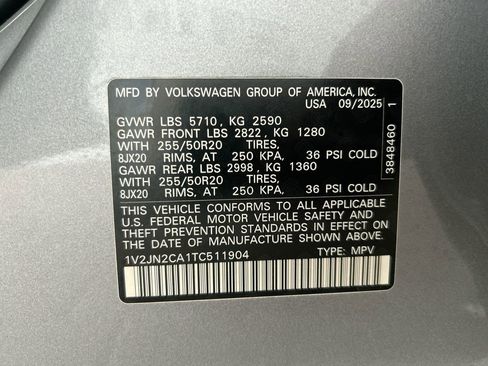 MFD BY VOLKSWAGEN GROUP OF AMERICA, INC.
USA 09/2025
GVWR LBS 5710, KG 2590
GAWR FRONT LBS 2822, KG 1280
WITH 255/50R20 TIRES,
8JX20 RIMS, AT 250 KPA, 36 PSI COLD
GAWR REAR LBS 2998, KG 1360
WITH 255/50R20 TIRES,
8JX20 RIMS, AT 250 KPA, 36 PSI COLD
THIS VEHICLE CONFORMS TO ALL APPLICABLE
U.S. FEDERAL MOTOR VEHICLE SAFETY AND
THEFT PREVENTION STANDARDS IN EFFECT ON
THE DATE OF MANUFACTURE SHOWN ABOVE.
1V2JN2CA1TC511904 TYPE: MPV
3848460 1